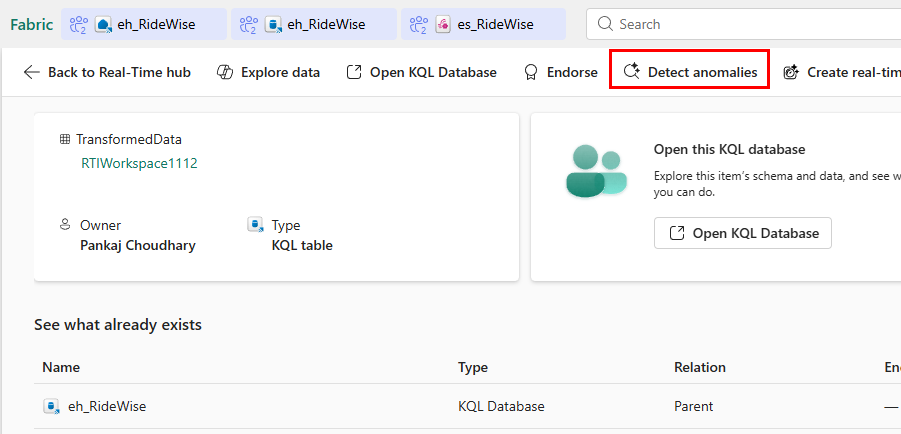 Fabric 2 eh_RideWise 2 eh_RideWise 2 es_RideWise Search
Back to Real-Time hub Explore data Open KQL Database Endorse Detect anomalies Create real-tim
TransformedData
RTIWorkspace1112
Owner
Pankaj Choudhary
Type
KQL table
Open this KQL database
Explore this item's schema and data, and see w
you can do.
Open KQL Database
See what already exists
Name Type Relation En
eh_RideWise KQL Database Parent —